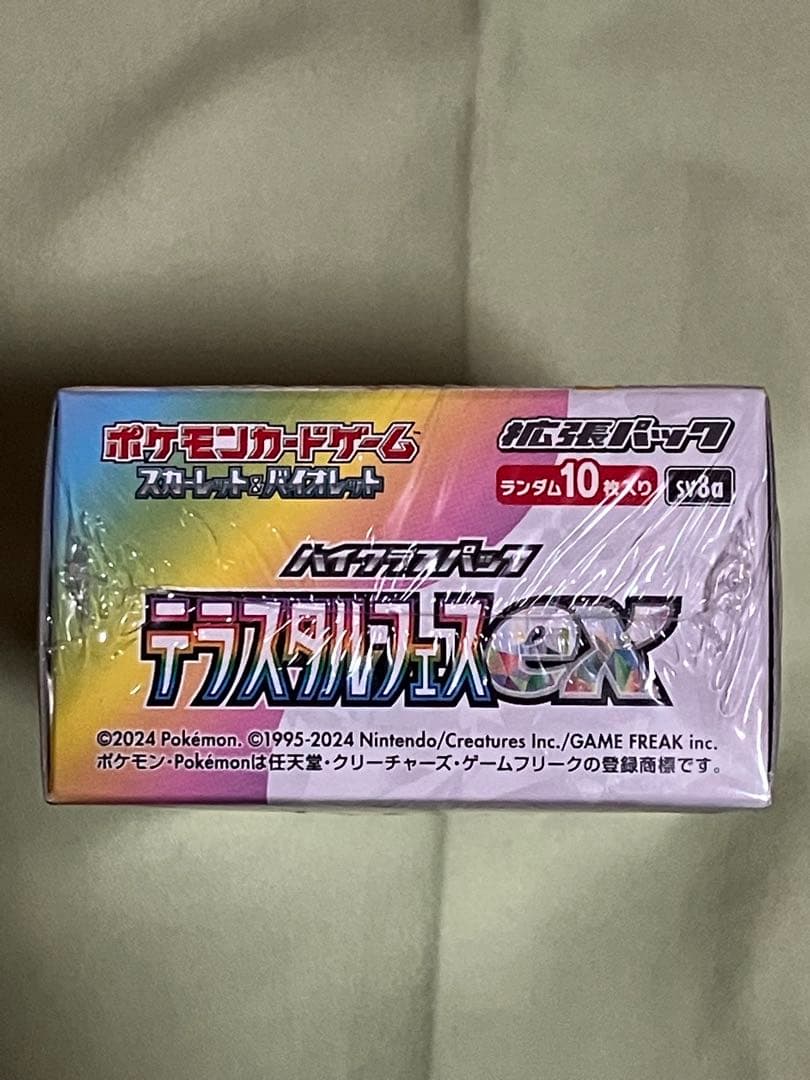 ポケモンカードゲーム
スカーレット&バイオレット
拡張パック
ランダム10枚入り sv8a
ハイクラスパック
テラスタルフェスex
©2024 Pokémon. ©1995-2024 Nintendo/Creatures Inc./GAME FREAK inc.
ポケモン・Pokémonは任天堂・クリーチャーズ・ゲームフリークの登録商標です。